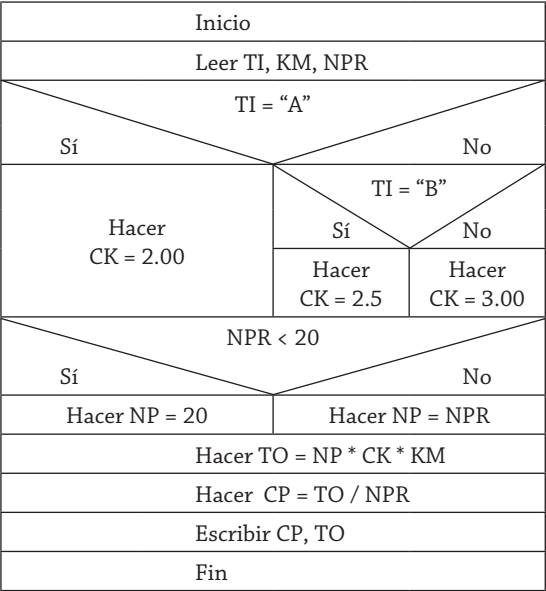 Inicio
Leer TI, KM, NPR
TI = “A”
Sí No
TI = “B”
Sí No
Hacer
CK = 2.00
Hacer
CK = 2.5
Hacer
CK = 3.00
NPR < 20
Sí No
Hacer NP = 20
Hacer NP = NPR
Hacer TO = NP * CK * KM
Hacer CP = TO / NPR
Escribir CP, TO
Fin